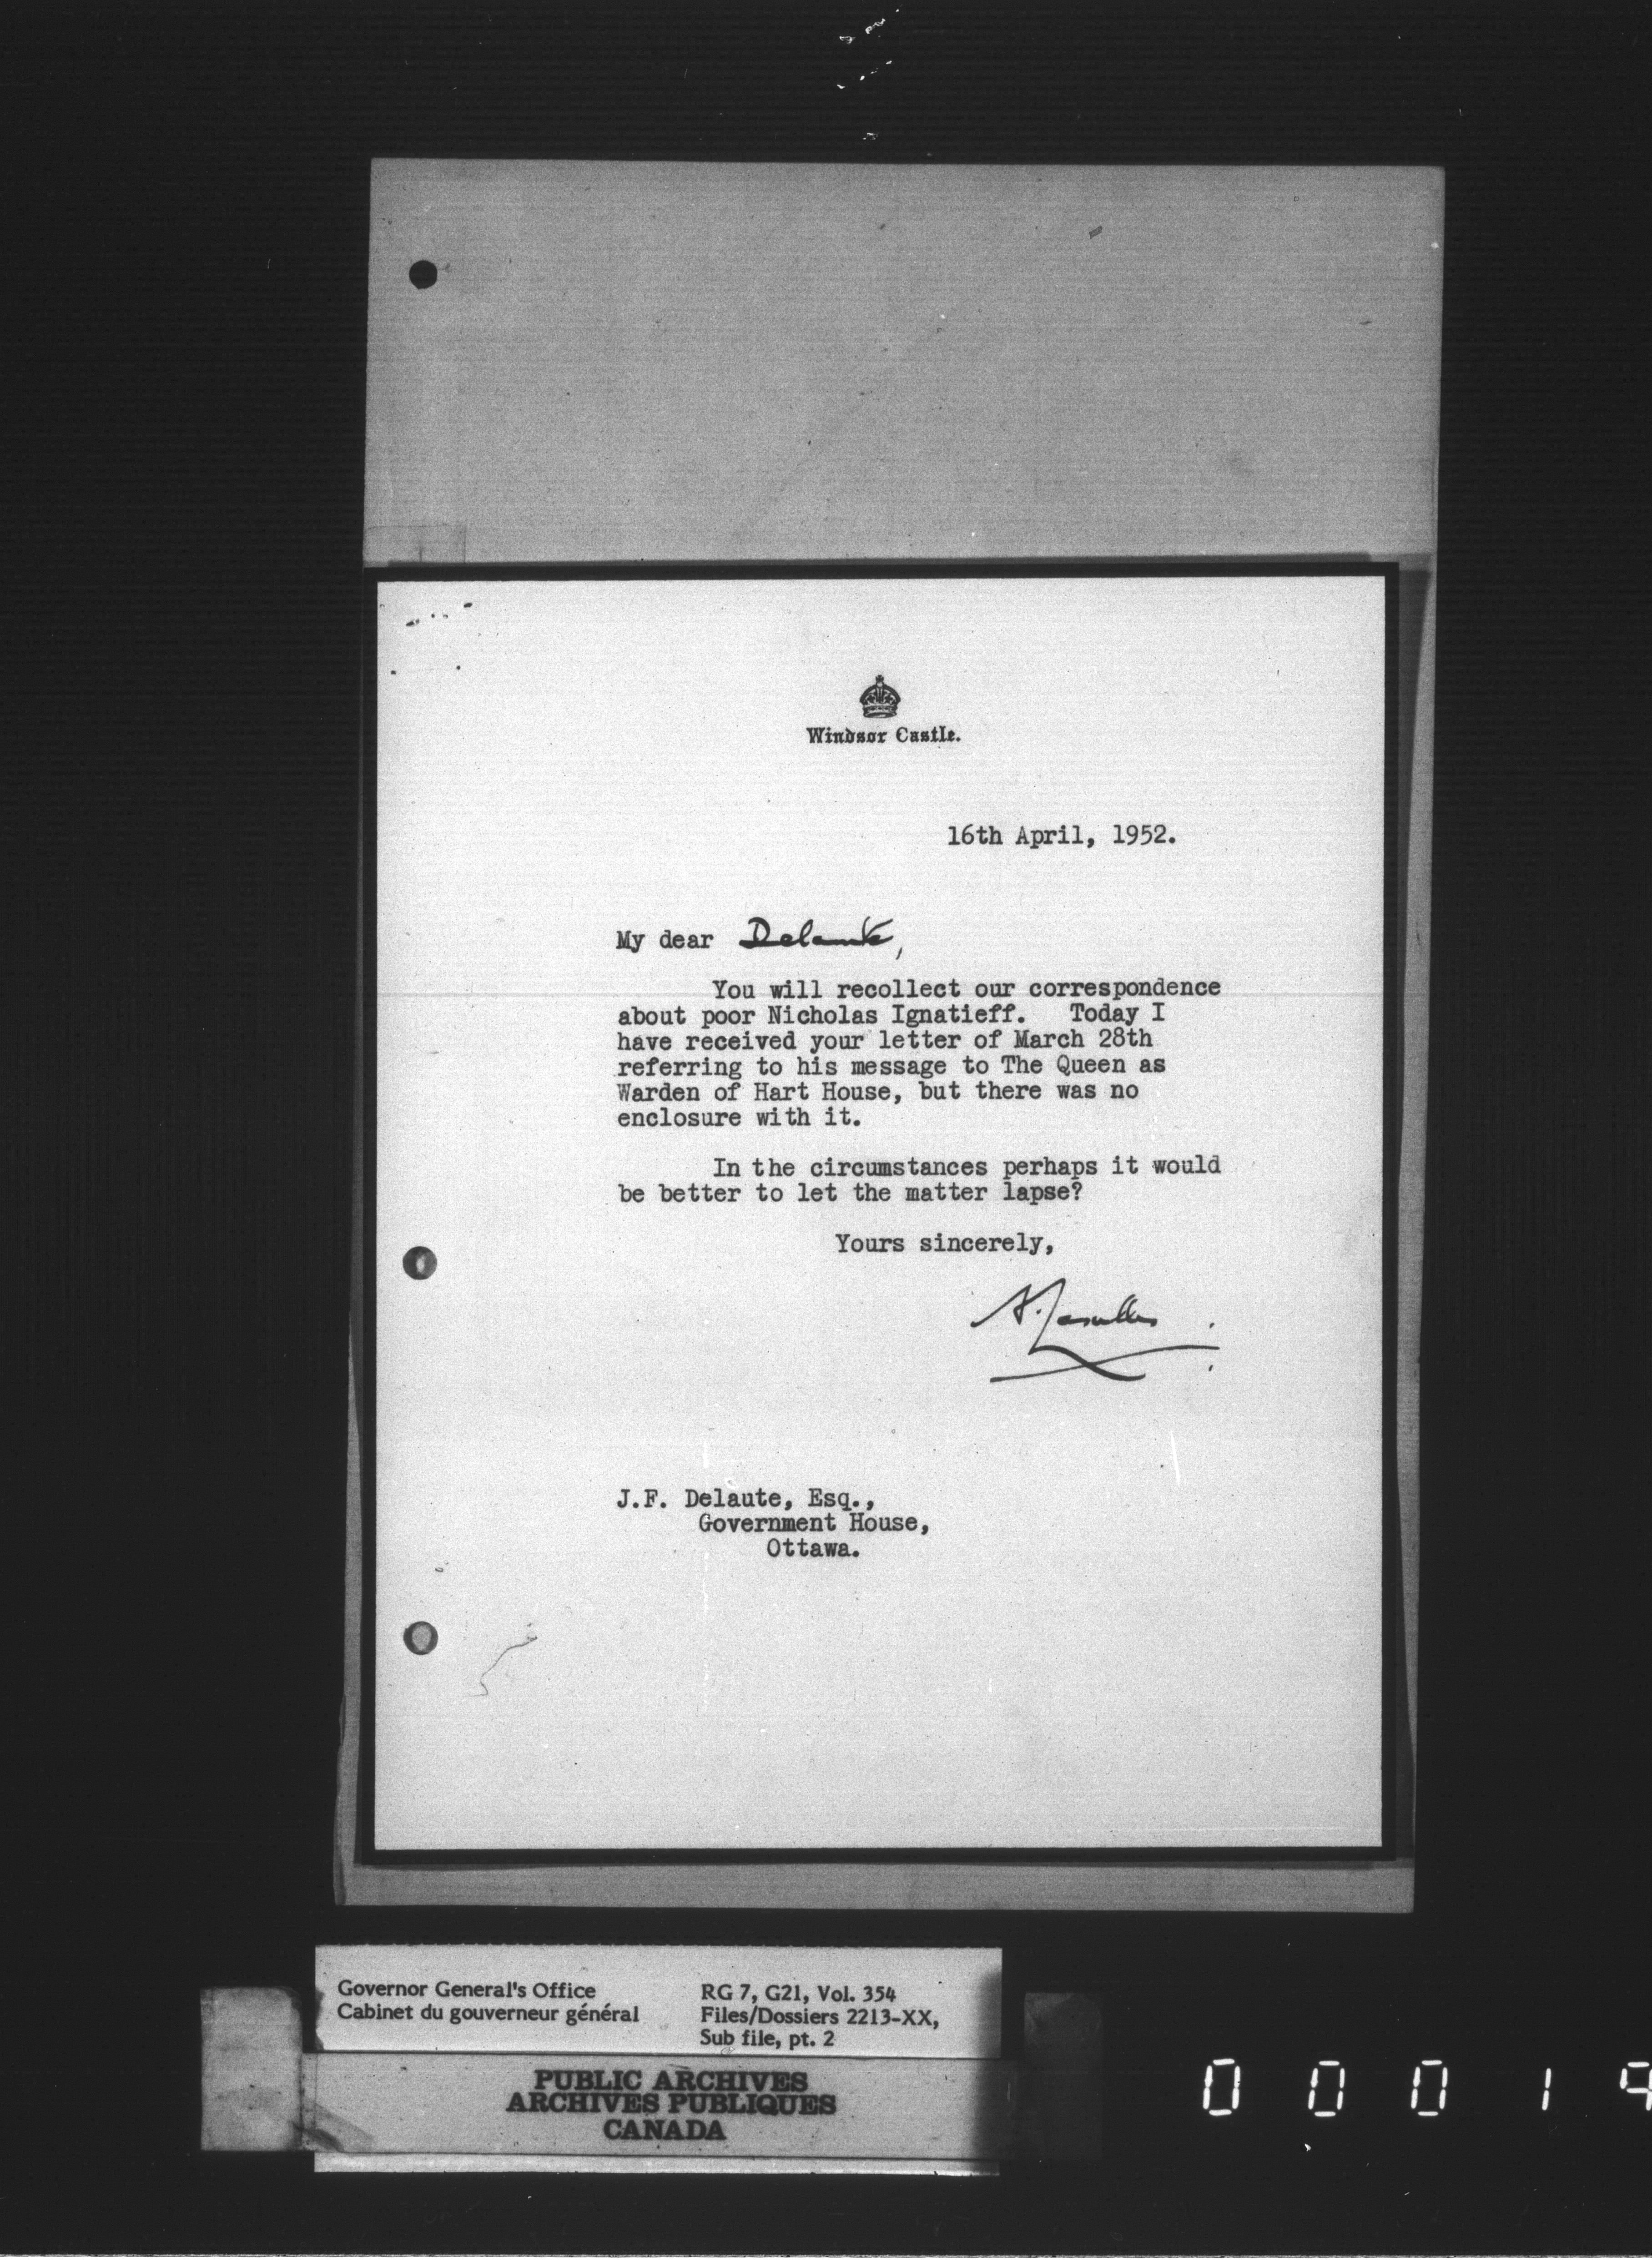 Windsor Castle.
16th April, 1952.
My dear Delaute,
You will recollect our correspondence
about poor Nicholas Ignatieff. Today I
have received your letter of March 28th
referring to his message to The Queen as
Warden of Hart House, but there was no
enclosure with it.
In the circumstances perhaps it would
be better to let the matter lapse?
Yours sincerely,
A. Lascelles
J.F. Delaute, Esq.,
Government House,
Ottawa.
Governor General's Office
Cabinet du gouverneur général
RG 7, G21, Vol. 354
Files/Dossiers 2213-XX,
Sub file, pt. 2
PUBLIC ARCHIVES
ARCHIVES PUBLIQUES
CANADA
0 0 0 1 9